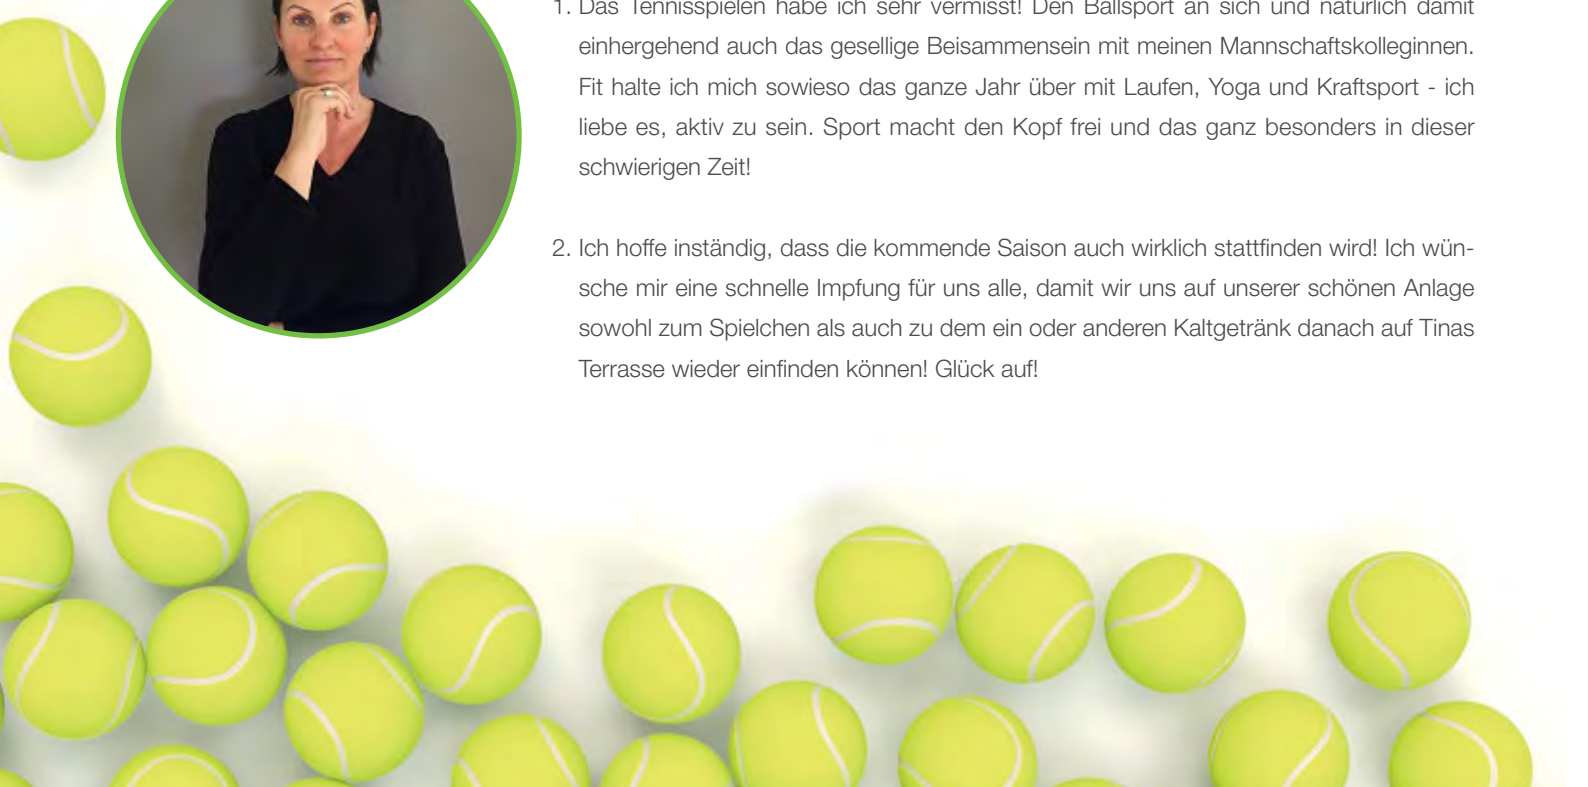 1. Das Tennisspielen habe ich sehr vermisst! Den Ballsport an sich und natürlich damit
einhergehend auch das gesellige Beisammensein mit meinen Mannschaftskolleginnen.
Fit halte ich mich sowieso das ganze Jahr über mit Laufen, Yoga und Kraftsport - ich
liebe es, aktiv zu sein. Sport macht den Kopf frei und das ganz besonders in dieser
schwierigen Zeit!
2. Ich hoffe inständig, dass die kommende Saison auch wirklich stattfinden wird! Ich wün-
sche mir eine schnelle Impfung für uns alle, damit wir uns auf unserer schönen Anlage
sowohl zum Spielchen als auch zu dem ein oder anderen Kaltgetränk danach auf Tinas
Terrasse wieder einfinden können! Glück auf!